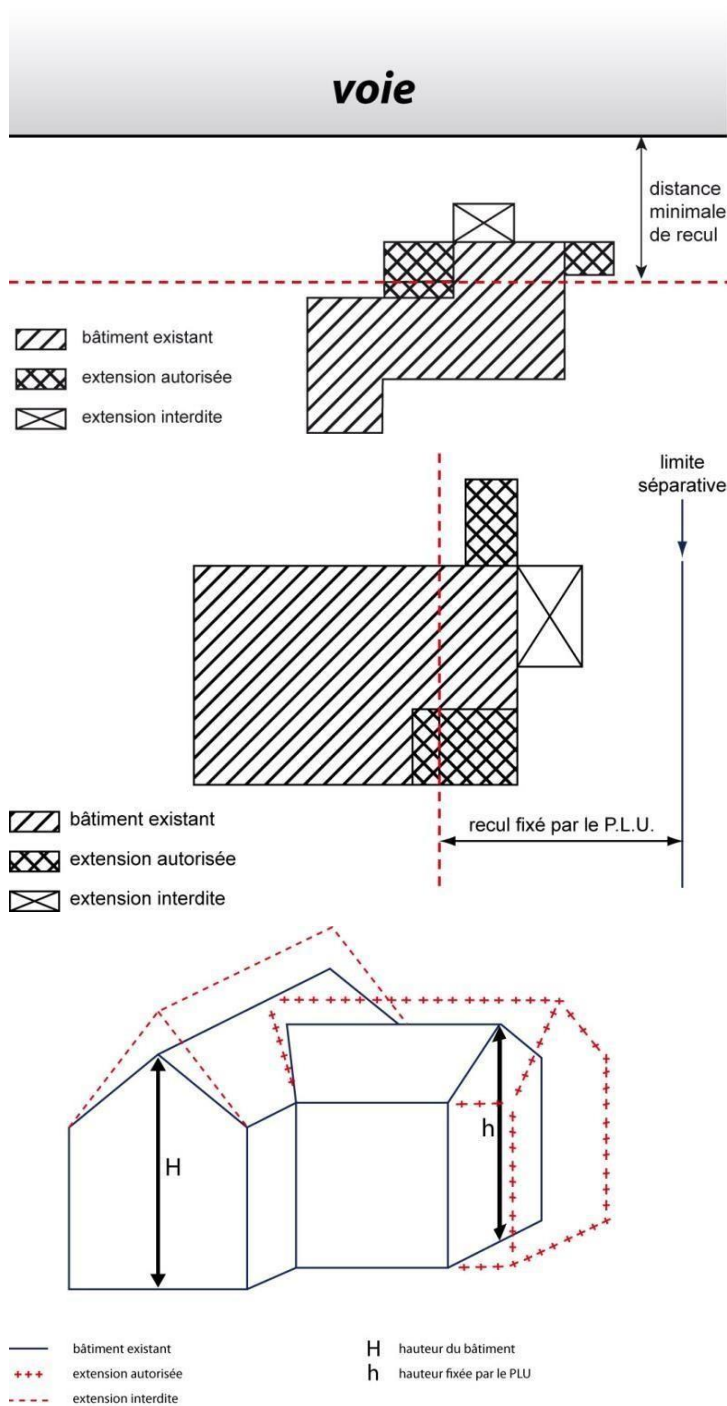 voie
distance
minimale
de recul
bâtiment existant
extension autorisée
extension interdite
limite
séparative
recul fixé par le P.L.U.
bâtiment existant
extension autorisée
extension interdite
H
h
bâtiment existant
extension autorisée
extension interdite
H hauteur du bâtiment
h hauteur fixée par le PLU